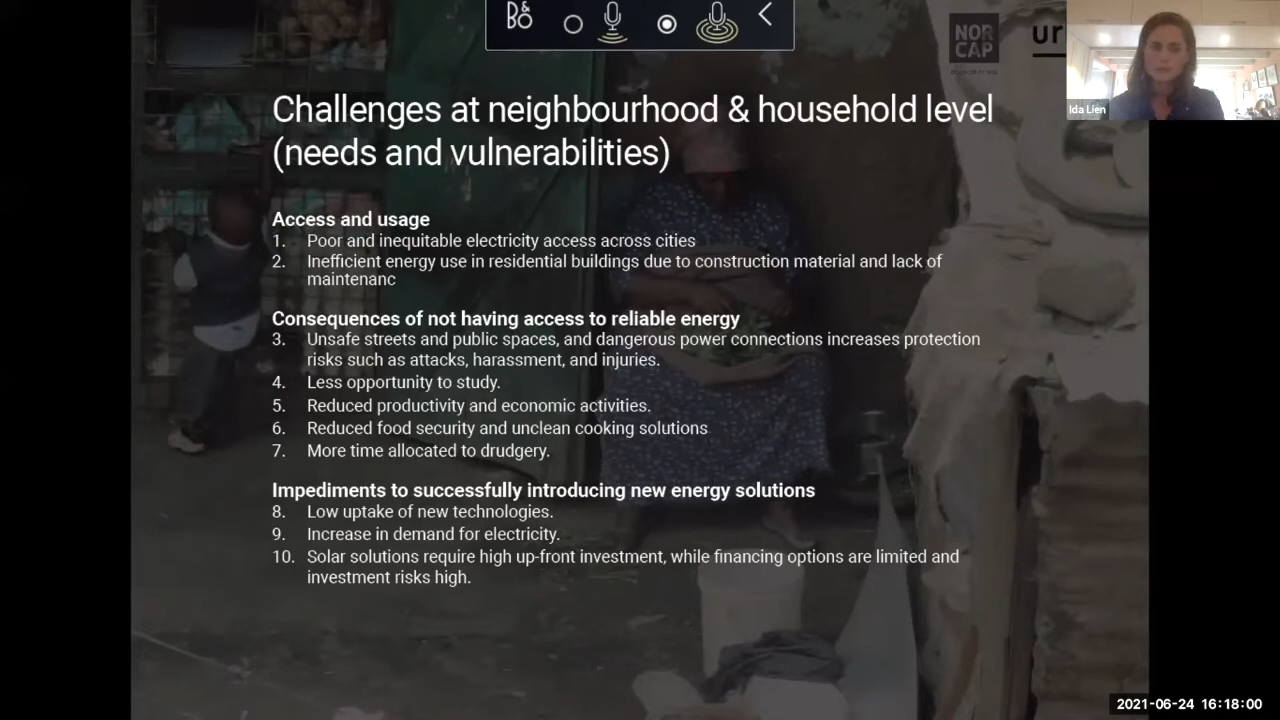 B&O
NOR
CAP
ur
Ida Lien
Challenges at neighbourhood & household level
(needs and vulnerabilities)
Access and usage
1. Poor and inequitable electricity access across cities
2. Inefficient energy use in residential buildings due to construction material and lack of
maintenanc
Consequences of not having access to reliable energy
3. Unsafe streets and public spaces, and dangerous power connections increases protection
risks such as attacks, harassment, and injuries.
4. Less opportunity to study.
5. Reduced productivity and economic activities.
6. Reduced food security and unclean cooking solutions
7. More time allocated to drudgery.
Impediments to successfully introducing new energy solutions
8. Low uptake of new technologies.
9. Increase in demand for electricity.
10. Solar solutions require high up-front investment, while financing options are limited and
investment risks high.
2021-06-24 16:18:00